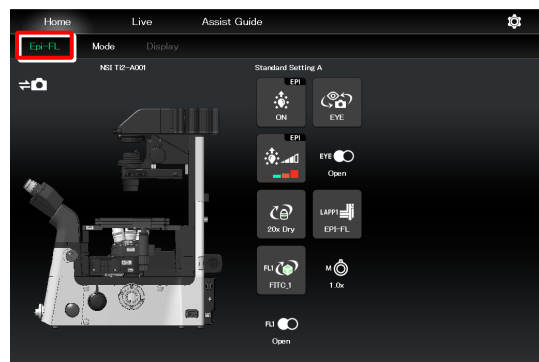 Home Live Assist Guide
Epi-FL Mode Display
NSI Ti2-A001
Standard Setting A
EPI
ON
EYE
EPI
EYE
Open
20x Dry
LAPP1
EPI-FL
FL1
FITC_1
M
1.0x
FL1
Open